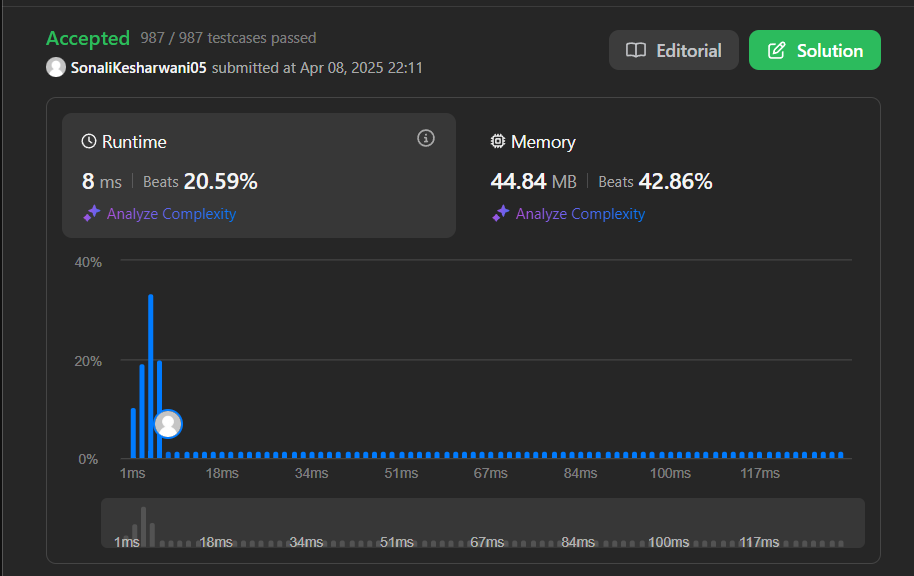 Accepted 987 / 987 testcases passed
Editorial Solution
SonaliKesharwani05 submitted at Apr 08, 2025 22:11
Runtime
8 ms | Beats 20.59%
Analyze Complexity
Memory
44.84 MB | Beats 42.86%
Analyze Complexity
40%
20%
0%
1ms 18ms 34ms 51ms 67ms 84ms 100ms 117ms
1ms 18ms 34ms 51ms 67ms 84ms 100ms 117ms